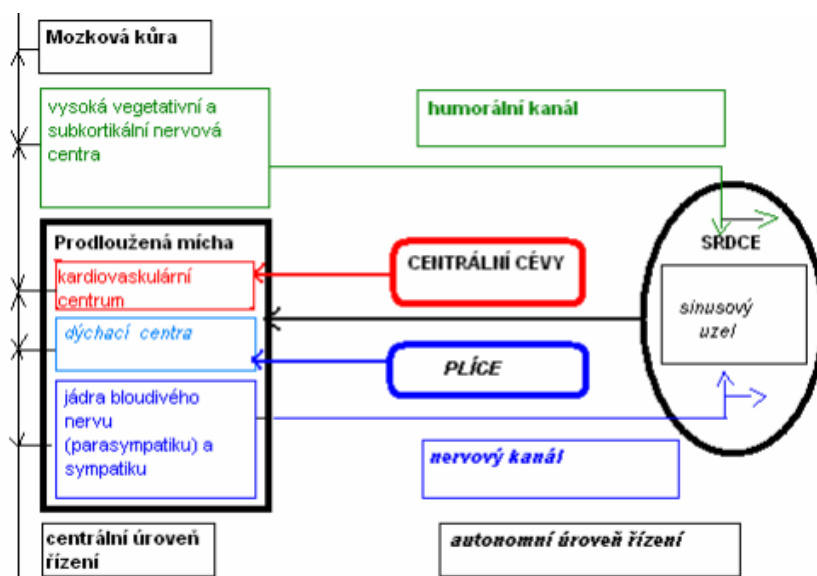 Mozková kůra
vysoká vegetativní a
subkortikální nervová
centra
humorální kanál
Prodloužená mícha
kardiovaskulární
centrum
dýchací centra
jádra bloudivého
nervu
(parasympatiku) a
sympatiku
CENTRÁLNÍ CÉVY
PLÍCE
SRDCE
sinusový
uzel
nervový kanál
centrální úroveň
řízení
autonomní úroveň řízení